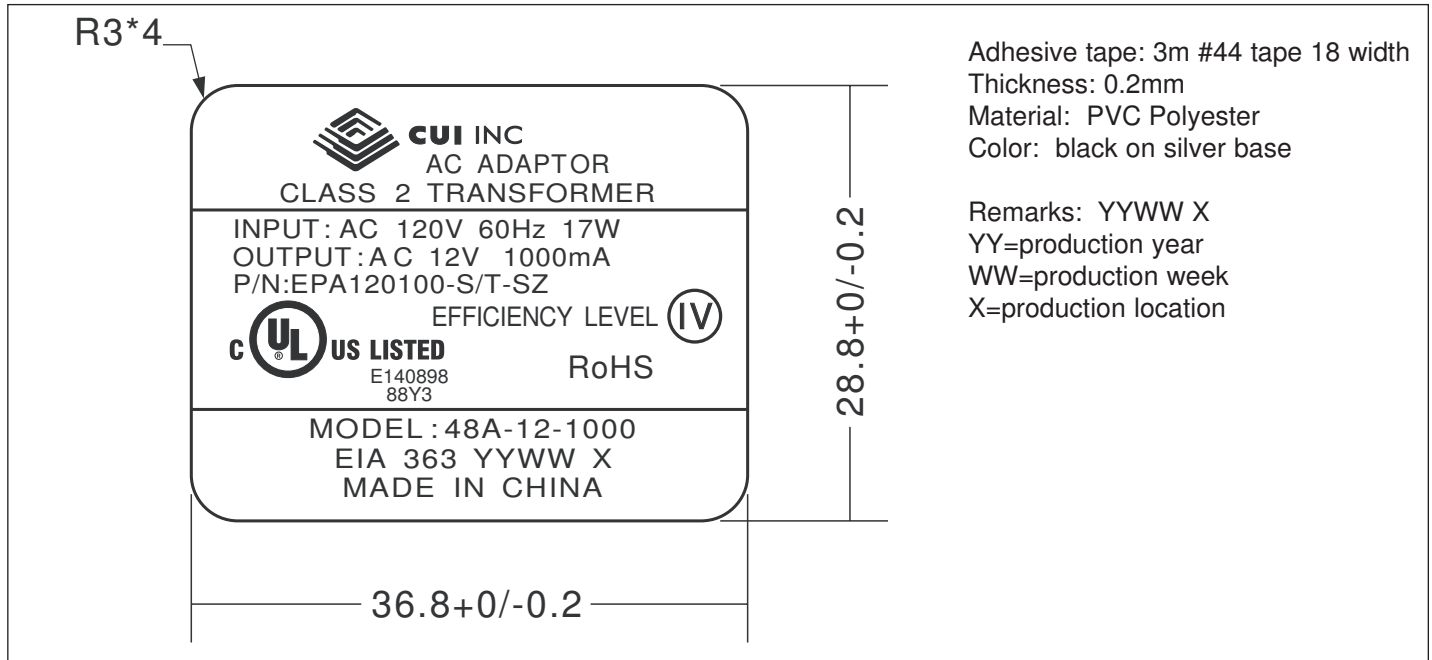 R3*4
CUI INC
AC ADAPTOR
CLASS 2 TRANSFORMER
INPUT: AC 120V 60Hz 17W
OUTPUT: AC 12V 1000mA
P/N:EPA120100-S/T-SZ
EFFICIENCY LEVEL IV
C UL ® US LISTED
E140898
88Y3
RoHS
MODEL: 48A-12-1000
EIA 363 YYWW X
MADE IN CHINA
28.8+0/-0.2
36.8+0/-0.2
Adhesive tape: 3m #44 tape 18 width
Thickness: 0.2mm
Material: PVC Polyester
Color: black on silver base
Remarks: YYWW X
YY=production year
WW=production week
X=production location